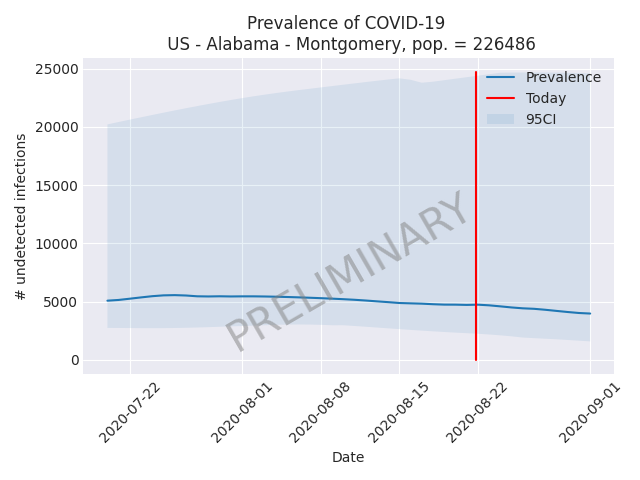 Prevalence of COVID-19
US - Alabama - Montgomery, pop. = 226486
25000
20000
15000
10000
5000
0
# undetected infections
Prevalence
Today
95CI
PRELIMINARY
2020-07-22
2020-08-01
2020-08-08
2020-08-15
2020-08-22
2020-09-01
Date